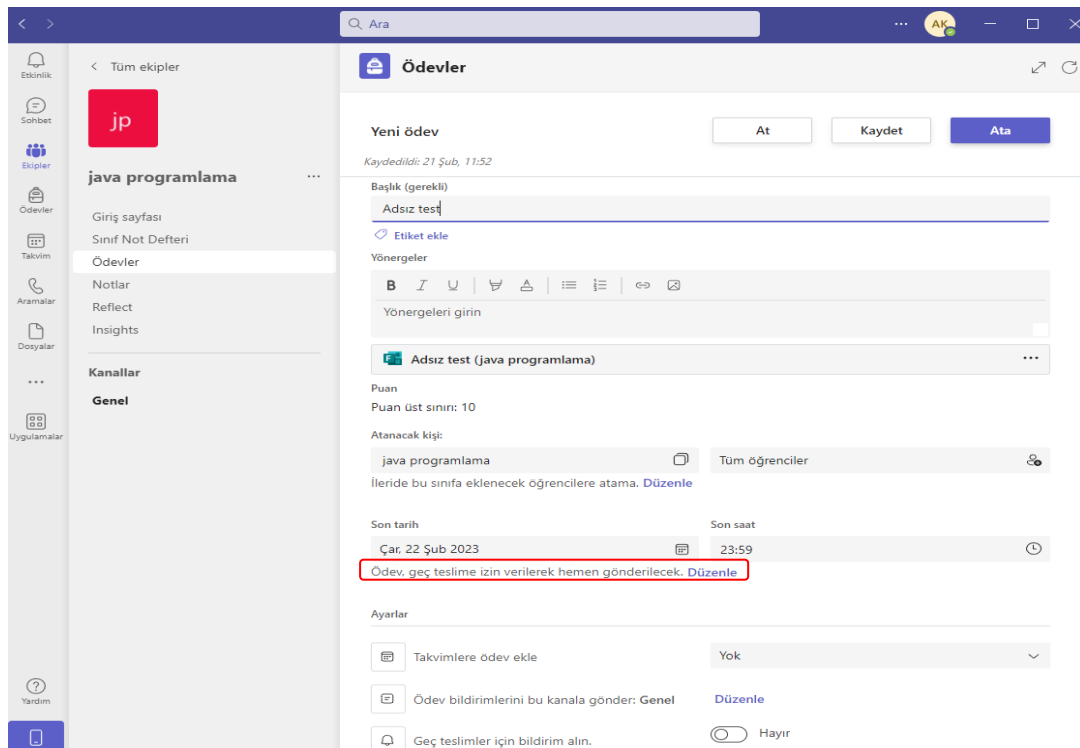 Ara
AK
Etkinlik
Sohbet
Ekipler
Ödevler
Takvim
Aramalar
Dosyalar
Uygulamalar
Yardım
Tüm ekipler
jp
java programlama
Giriş sayfası
Sınıf Not Defteri
Ödevler
Notlar
Reflect
Insights
Kanallar
Genel
Ödevler
Yeni ödev
At Kaydet Ata
Kaydedildi: 21 Şub, 11:52
Başlık (gerekli)
Adsız test
Etiket ekle
Yönergeler
B I U A
Yönergeleri girin
Adsız test (java programlama)
Puan
Puan üst sınırı: 10
Atanacak kişi:
java programlama Tüm öğrenciler
İleride bu sınıfa eklenecek öğrencilere atama. Düzenle
Son tarih Son saat
Çar, 22 Şub 2023 23:59
Ödev, geç teslime izin verilerek hemen gönderilecek. Düzenle
Ayarlar
Takvimlere ödev ekle Yok
Ödev bildirimlerini bu kanala gönder: Genel Düzenle
Geç teslimler için bildirim alın. Hayır